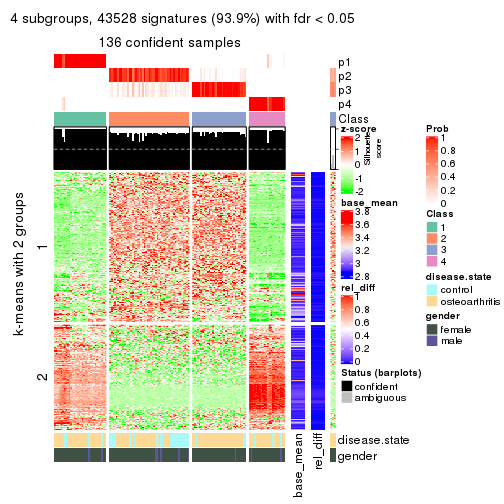 4 subgroups, 43528 signatures (93.9%) with fdr < 0.05
136 confident samples
p1
p2
p3
p4
Class
Silhouette
score
k-means with 2 groups
1
2
base_mean
rel_diff
disease.state
gender
z-score
2
1
0
-1
-2
base_mean
3.8
3.6
3.4
3.2
3
2.8
rel_diff
1
0.8
0.6
0.4
0.2
0
Status (barplots)
confident
ambiguous
Prob
1
0.8
0.6
0.4
0.2
0
Class
1
2
3
4
disease.state
control
osteoarthritis
gender
female
male